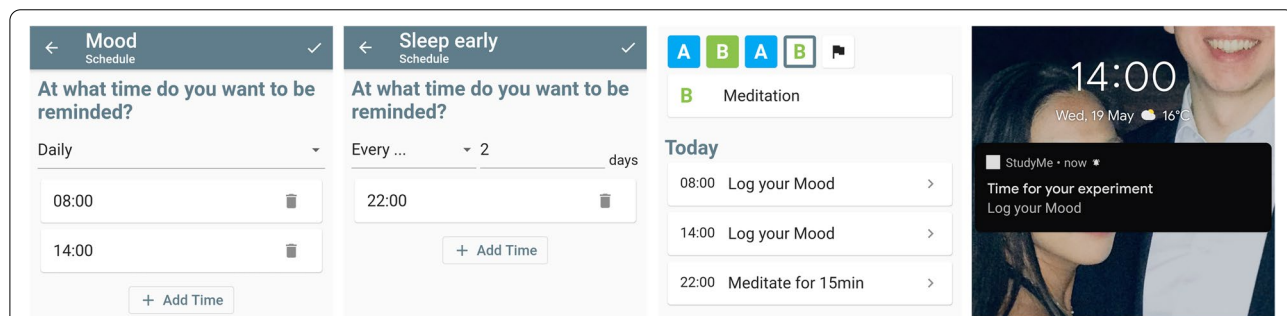 Mood
Schedule
At what time do you want to be
reminded?
Daily
08:00
14:00
+ Add Time
Sleep early
Schedule
At what time do you want to be
reminded?
Every ... 2 days
22:00
+ Add Time
A B A B
B Meditation
Today
08:00 Log your Mood
14:00 Log your Mood
22:00 Meditate for 15min
14:00
Wed, 19 May 16°C
StudyMe • now
Time for your experiment
Log your Mood